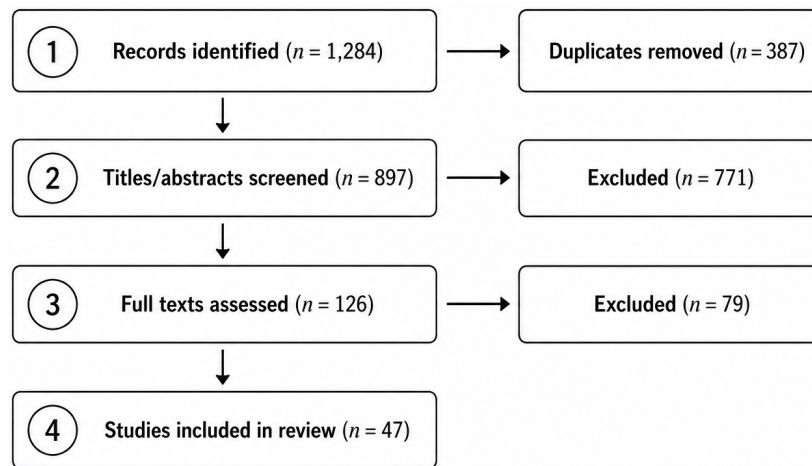 1
Records identified (n = 1,284)
Duplicates removed (n = 387)
2
Titles/abstracts screened (n = 897)
Excluded (n = 771)
3
Full texts assessed (n = 126)
Excluded (n = 79)
4
Studies included in review (n = 47)